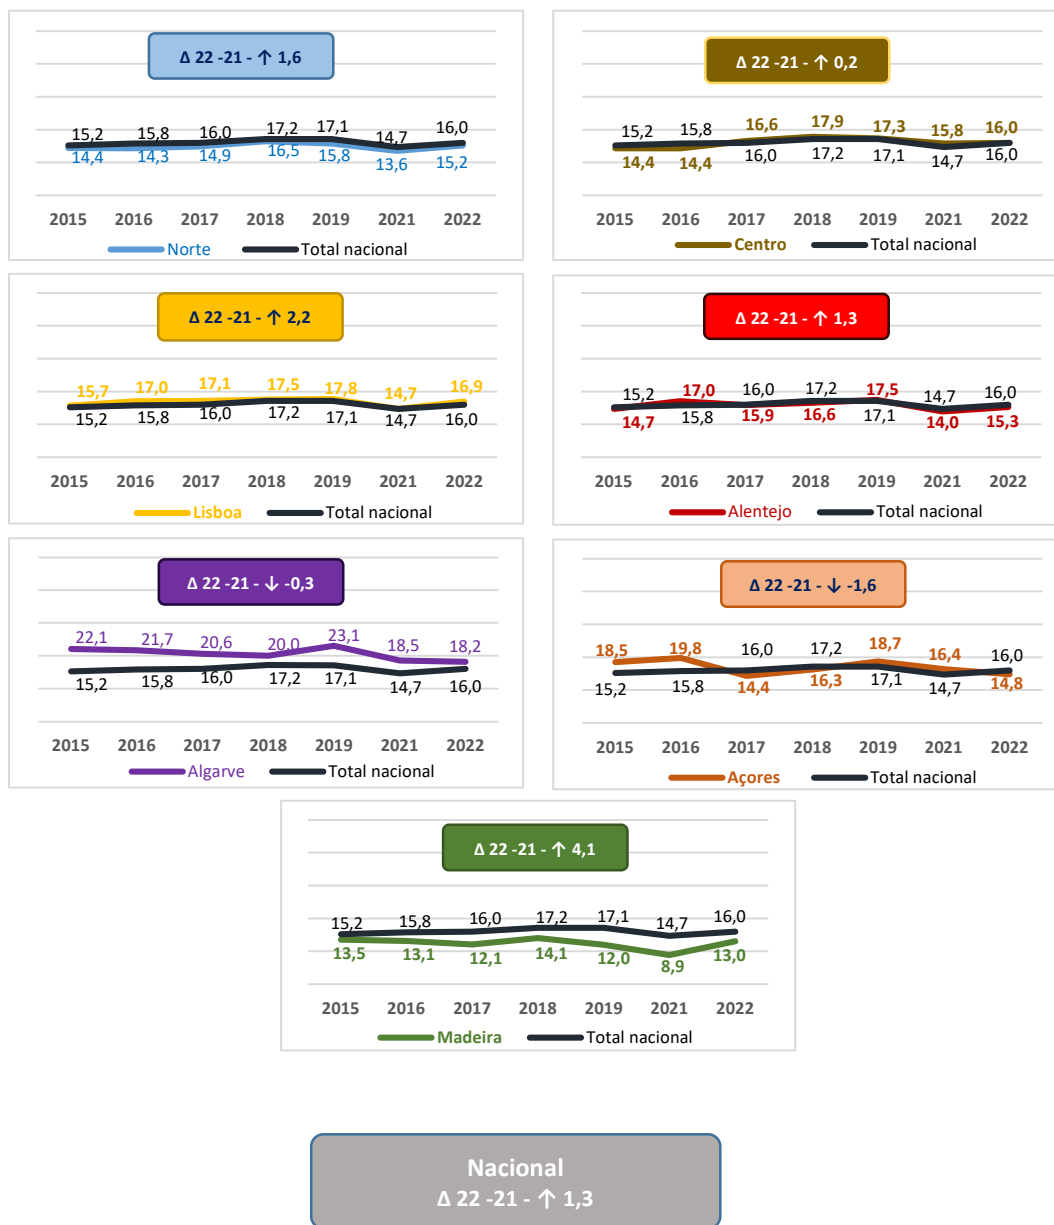 Δ 22 -21 - ↑ 1,6
15,2 15,8 16,0 17,2 17,1 14,7 16,0
14,4 14,3 14,9 16,5 15,8 13,6 15,2
2015 2016 2017 2018 2019 2021 2022
Norte Total nacional
Δ 22 -21 - ↑ 0,2
15,2 15,8 16,6 17,9 17,3 15,8 16,0
14,4 14,4 16,0 17,2 17,1 14,7 16,0
2015 2016 2017 2018 2019 2021 2022
Centro Total nacional
Δ 22 -21 - ↑ 2,2
15,7 17,0 17,1 17,5 17,8 14,7 16,9
15,2 15,8 16,0 17,2 17,1 14,7 16,0
2015 2016 2017 2018 2019 2021 2022
Lisboa Total nacional
Δ 22 -21 - ↑ 1,3
15,2 17,0 16,0 17,2 17,5 14,7 16,0
14,7 15,8 15,9 16,6 17,1 14,0 15,3
2015 2016 2017 2018 2019 2021 2022
Alentejo Total nacional
Δ 22 -21 - ↓ -0,3
22,1 21,7 20,6 20,0 23,1 18,5 18,2
15,2 15,8 16,0 17,2 17,1 14,7 16,0
2015 2016 2017 2018 2019 2021 2022
Algarve Total nacional
Δ 22 -21 - ↓ -1,6
18,5 19,8 16,0 17,2 18,7 16,4 16,0
15,2 15,8 14,4 16,3 17,1 14,7 14,8
2015 2016 2017 2018 2019 2021 2022
Açores Total nacional
Δ 22 -21 - ↑ 4,1
15,2 15,8 16,0 17,2 17,1 14,7 16,0
13,5 13,1 12,1 14,1 12,0 8,9 13,0
2015 2016 2017 2018 2019 2021 2022
Madeira Total nacional
Nacional
Δ 22 -21 - ↑ 1,3